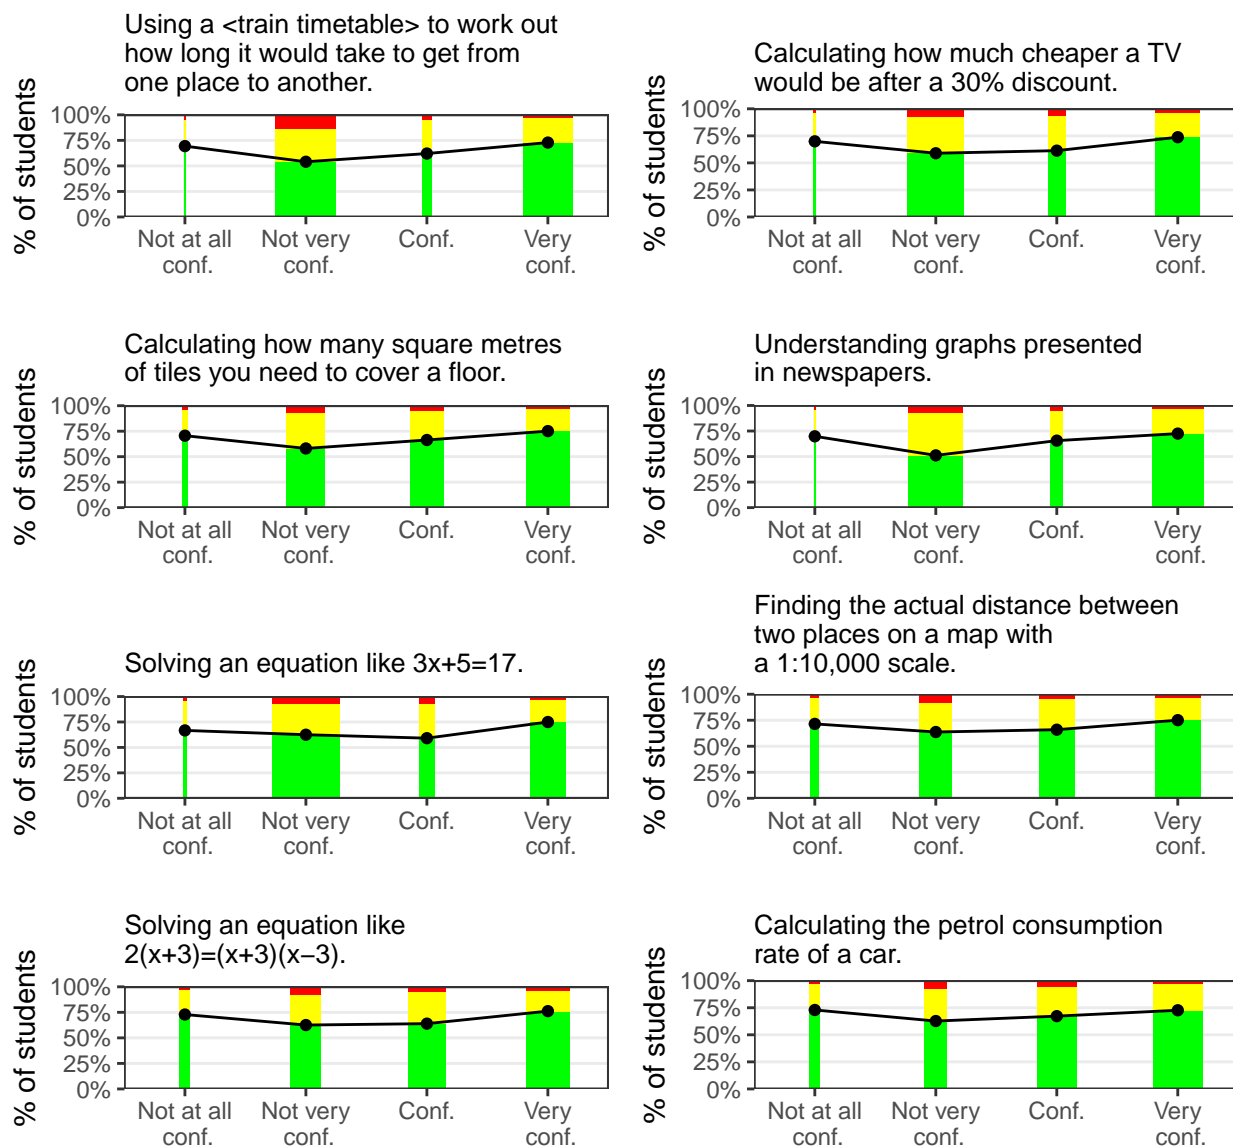 Using a <train timetable> to work out
how long it would take to get from
one place to another.
% of students
100%
75%
50%
25%
0%
Not at all
conf.
Not very
conf.
Conf.
Very
conf.
Calculating how much cheaper a TV
would be after a 30% discount.
% of students
100%
75%
50%
25%
0%
Not at all
conf.
Not very
conf.
Conf.
Very
conf.
Calculating how many square metres
of tiles you need to cover a floor.
% of students
100%
75%
50%
25%
0%
Not at all
conf.
Not very
conf.
Conf.
Very
conf.
Understanding graphs presented
in newspapers.
% of students
100%
75%
50%
25%
0%
Not at all
conf.
Not very
conf.
Conf.
Very
conf.
Solving an equation like 3x+5=17.
% of students
100%
75%
50%
25%
0%
Not at all
conf.
Not very
conf.
Conf.
Very
conf.
Finding the actual distance between
two places on a map with
a 1:10,000 scale.
% of students
100%
75%
50%
25%
0%
Not at all
conf.
Not very
conf.
Conf.
Very
conf.
Solving an equation like
2(x+3)=(x+3)(x−3).
% of students
100%
75%
50%
25%
0%
Not at all
conf.
Not very
conf.
Conf.
Very
conf.
Calculating the petrol consumption
rate of a car.
% of students
100%
75%
50%
25%
0%
Not at all
conf.
Not very
conf.
Conf.
Very
conf.